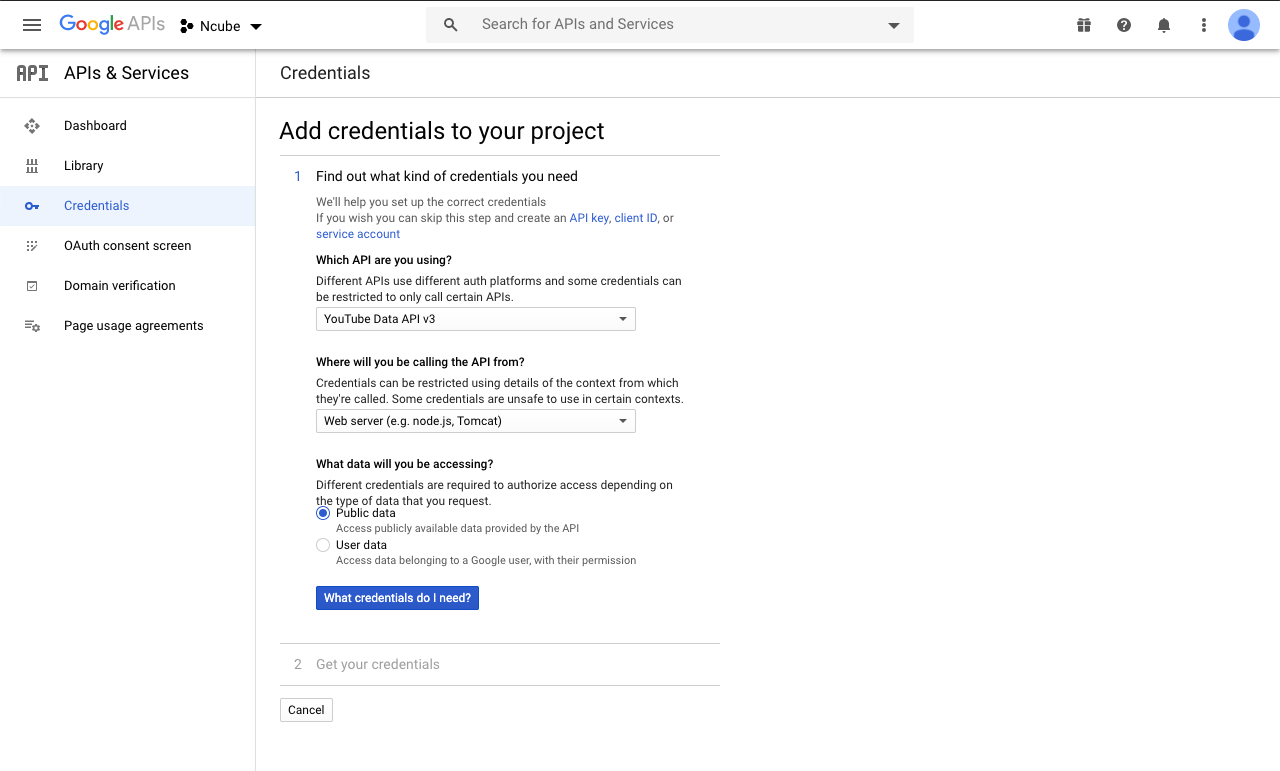 Google APIs
Ncube
Search for APIs and Services
API APIs & Services
Credentials
Dashboard
Library
Credentials
OAuth consent screen
Domain verification
Page usage agreements
Add credentials to your project
1 Find out what kind of credentials you need
We'll help you set up the correct credentials
If you wish you can skip this step and create an API key, client ID, or
service account
Which API are you using?
Different APIs use different auth platforms and some credentials can
be restricted to only call certain APIs.
YouTube Data API v3
Where will you be calling the API from?
Credentials can be restricted using details of the context from which
they're called. Some credentials are unsafe to use in certain contexts.
Web server (e.g. node.js, Tomcat)
What data will you be accessing?
Different credentials are required to authorize access depending on
the type of data that you request.
Public data
Access publicly available data provided by the API
User data
Access data belonging to a Google user, with their permission
What credentials do I need?
2 Get your credentials
Cancel